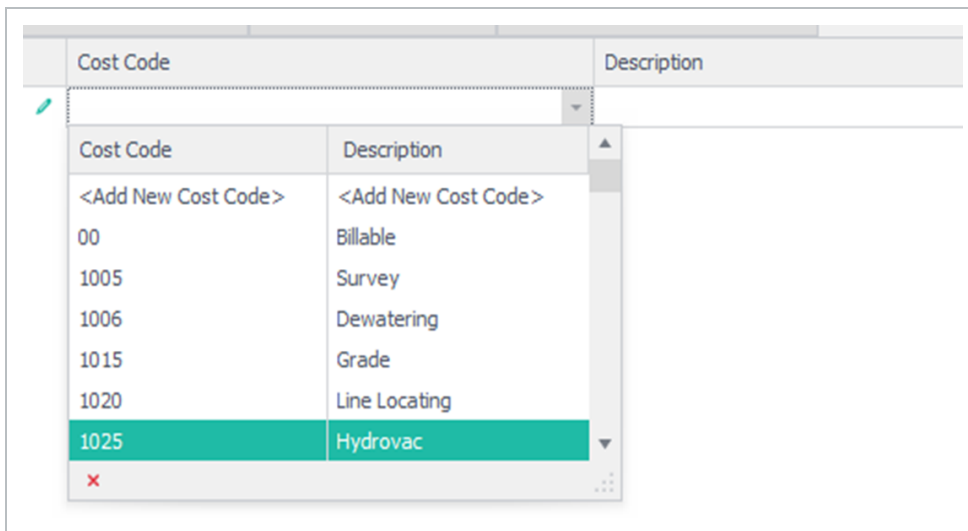 Cost Code Description
Cost Code Description
<Add New Cost Code> <Add New Cost Code>
00 Billable
1005 Survey
1006 Dewatering
1015 Grade
1020 Line Locating
1025 Hydrovac